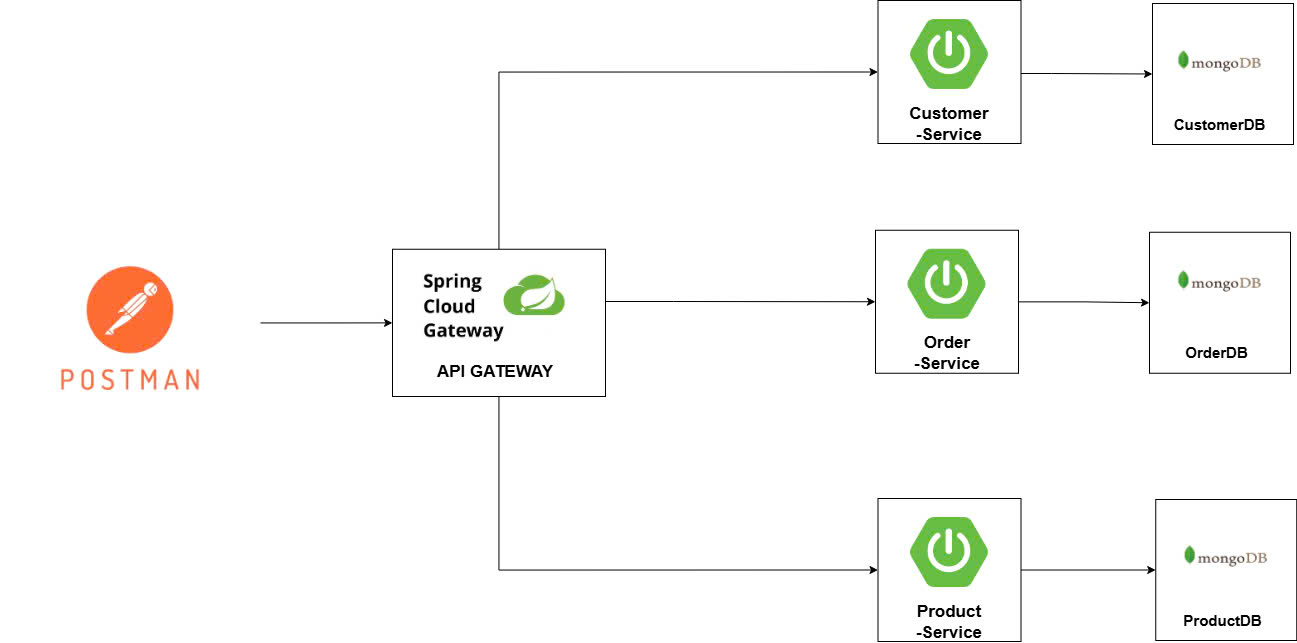 Customer
-Service
mongoDB
CustomerDB
POSTMAN
Spring
Cloud
Gateway
API GATEWAY
Order
-Service
mongoDB
OrderDB
Product
-Service
mongoDB
ProductDB